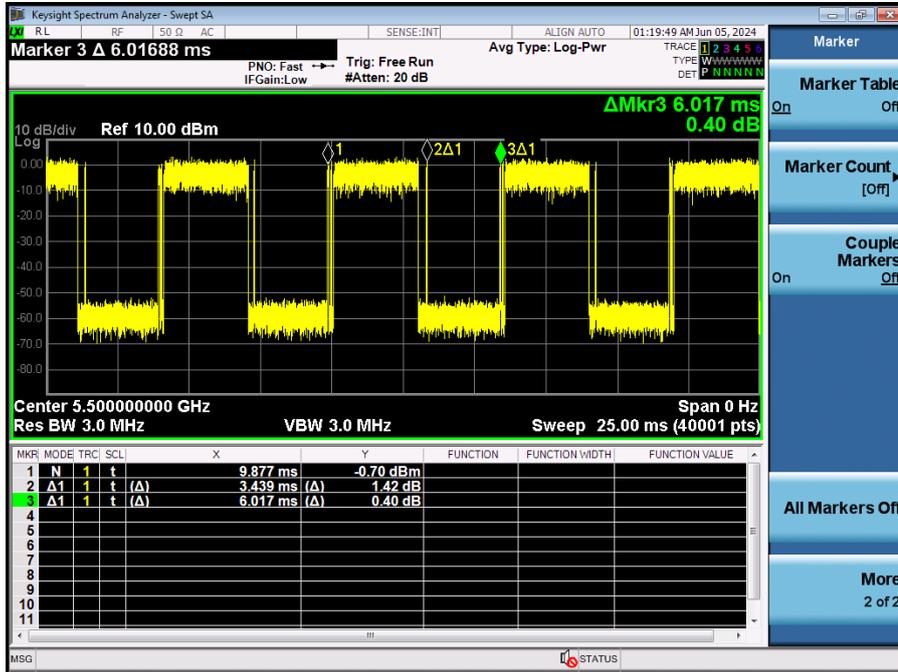 Keysight Spectrum Analyzer - Swept SA
LXI RL RF 50 Ω AC SENSE:INT ALIGN AUTO 01:19:49 AM Jun 05, 2024
Marker 3 Δ 6.01688 ms
Avg Type: Log-Pwr
TRACE 1 2 3 4 5 6
TYPE W
DET P N N N N N
PNO: Fast
IFGain:Low
Trig: Free Run
#Atten: 20 dB
ΔMkr3 6.017 ms
0.40 dB
10 dB/div Ref 10.00 dBm
Log
1 2Δ1 3Δ1
0.00
-10.0
-20.0
-30.0
-40.0
-50.0
-60.0
-70.0
-80.0
Center 5.500000000 GHz Span 0 Hz
Res BW 3.0 MHz VBW 3.0 MHz Sweep 25.00 ms (40001 pts)
MKR MODE TRC SCL X Y FUNCTION FUNCTION WIDTH FUNCTION VALUE
1 N 1 t 9.877 ms -0.70 dBm
2 Δ1 1 t (Δ) 3.439 ms (Δ) 1.42 dB
3 Δ1 1 t (Δ) 6.017 ms (Δ) 0.40 dB
4
5
6
7
8
9
10
11
MSG STATUS
Marker
Marker Table
On Off
Marker Count
[Off]
Couple
Markers
On Off
All Markers Off
More
2 of 2